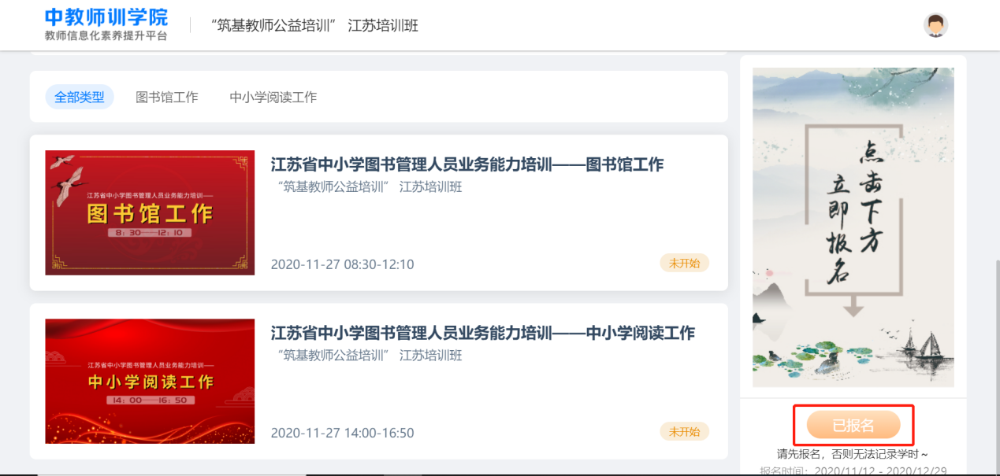 中教师训学院
教师信息化素养提升平台
“筑基教师公益培训” 江苏培训班
全部类型 图书馆工作 中小学阅读工作
江苏省中小学图书管理人员业务能力培训——
图书馆工作
8:30——12:10
江苏省中小学图书管理人员业务能力培训——图书馆工作
“筑基教师公益培训” 江苏培训班
2020-11-27 08:30-12:10
未开始
江苏省中小学图书管理人员业务能力培训——
中小学阅读工作
14:00——16:50
江苏省中小学图书管理人员业务能力培训——中小学阅读工作
“筑基教师公益培训” 江苏培训班
2020-11-27 14:00-16:50
未开始
点击下方
立即报名
已报名
请先报名，否则无法记录学时~
报名时间：2020/11/12 - 2020/12/29